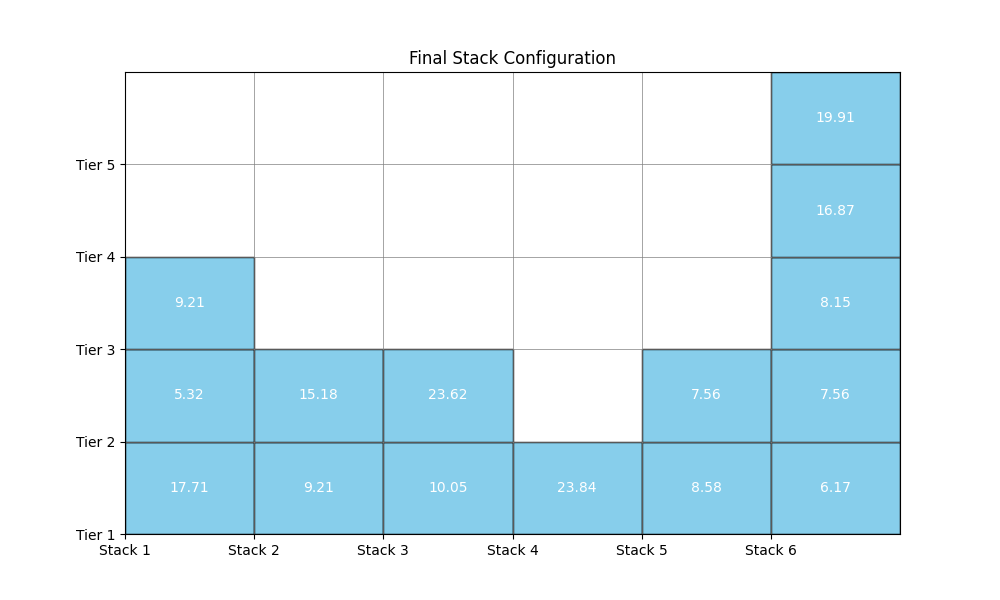 Final Stack Configuration
19.91
Tier 5
16.87
Tier 4
9.21 8.15
Tier 3
5.32 15.18 23.62 7.56 7.56
Tier 2
17.71 9.21 10.05 23.84 8.58 6.17
Tier 1
Stack 1 Stack 2 Stack 3 Stack 4 Stack 5 Stack 6